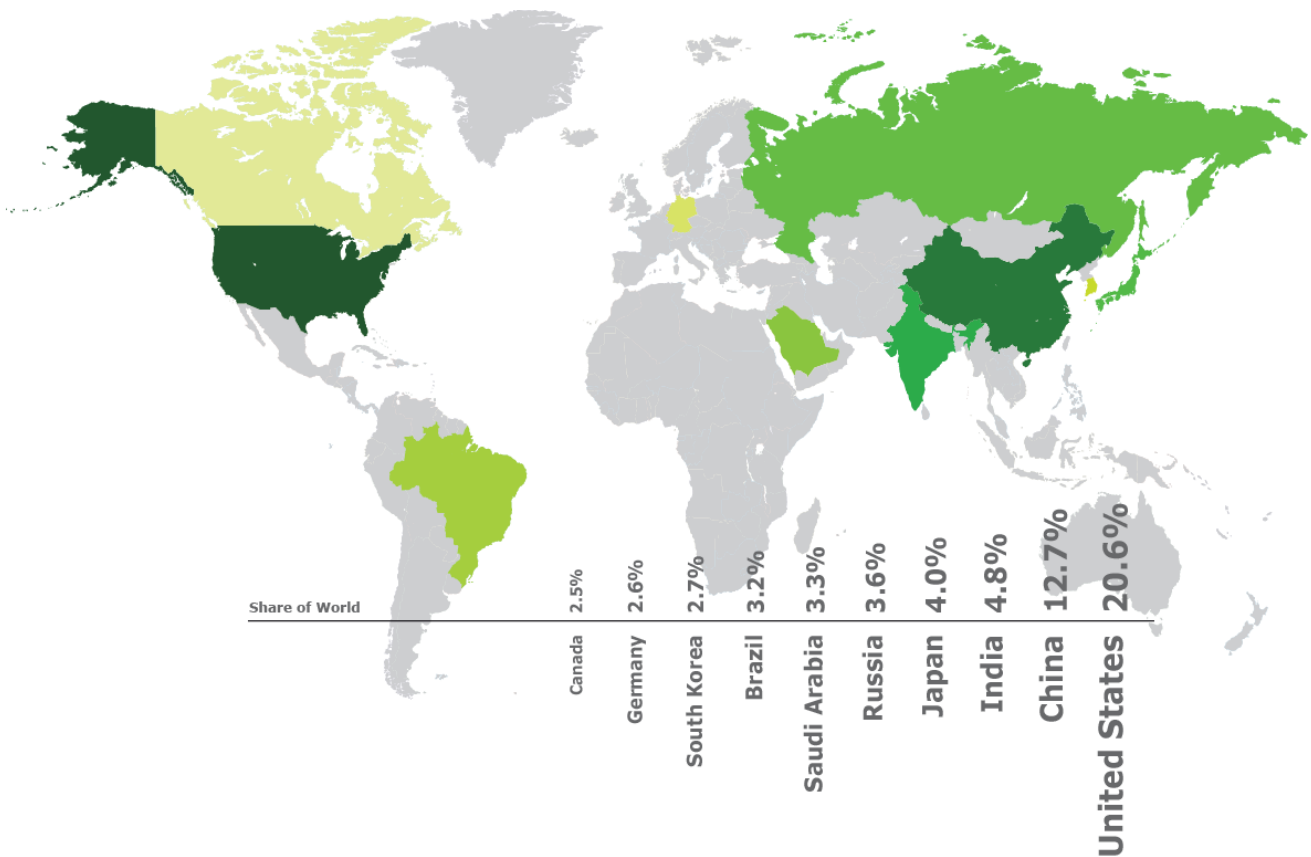 Share of World
2.5%
2.6%
2.7%
3.2%
3.3%
3.6%
4.0%
4.8%
12.7%
20.6%
Canada
Germany
South Korea
Brazil
Saudi Arabia
Russia
Japan
India
China
United States